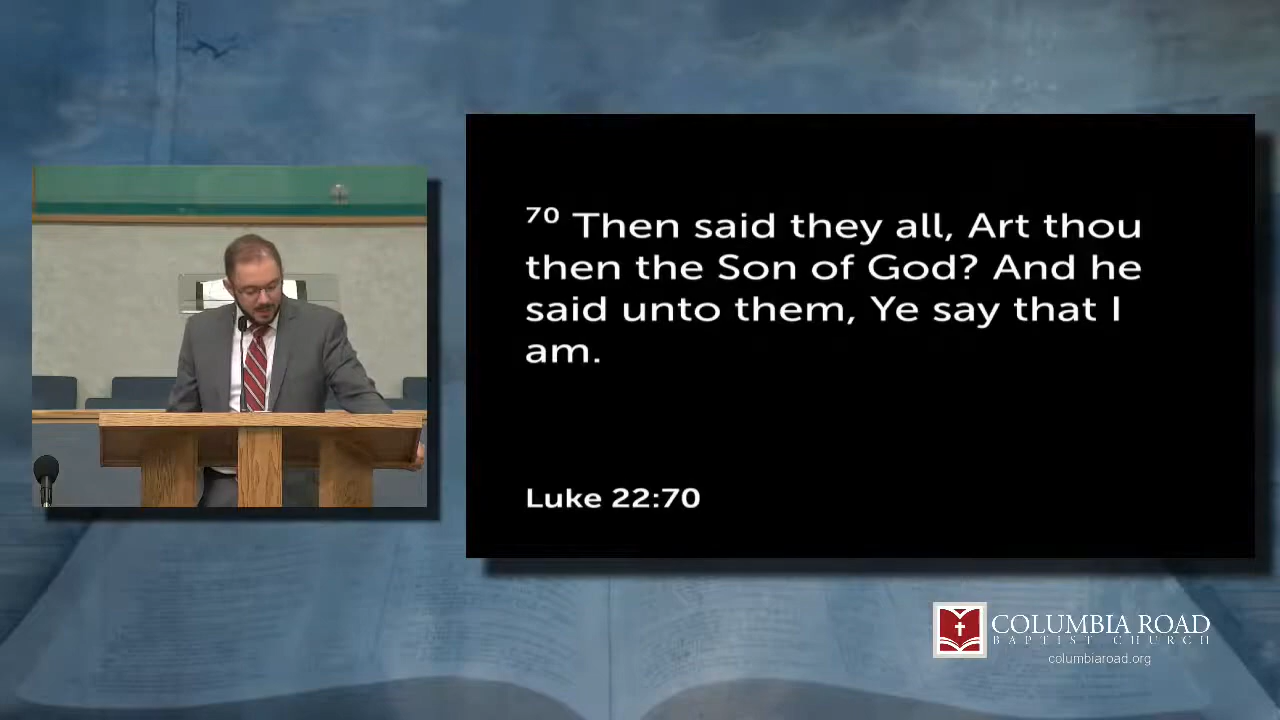 70 Then said they all, Art thou
then the Son of God? And he
said unto them, Ye say that I
am.
Luke 22:70
COLUMBIA ROAD
BAPTIST CHURCH
columbiaroad.org